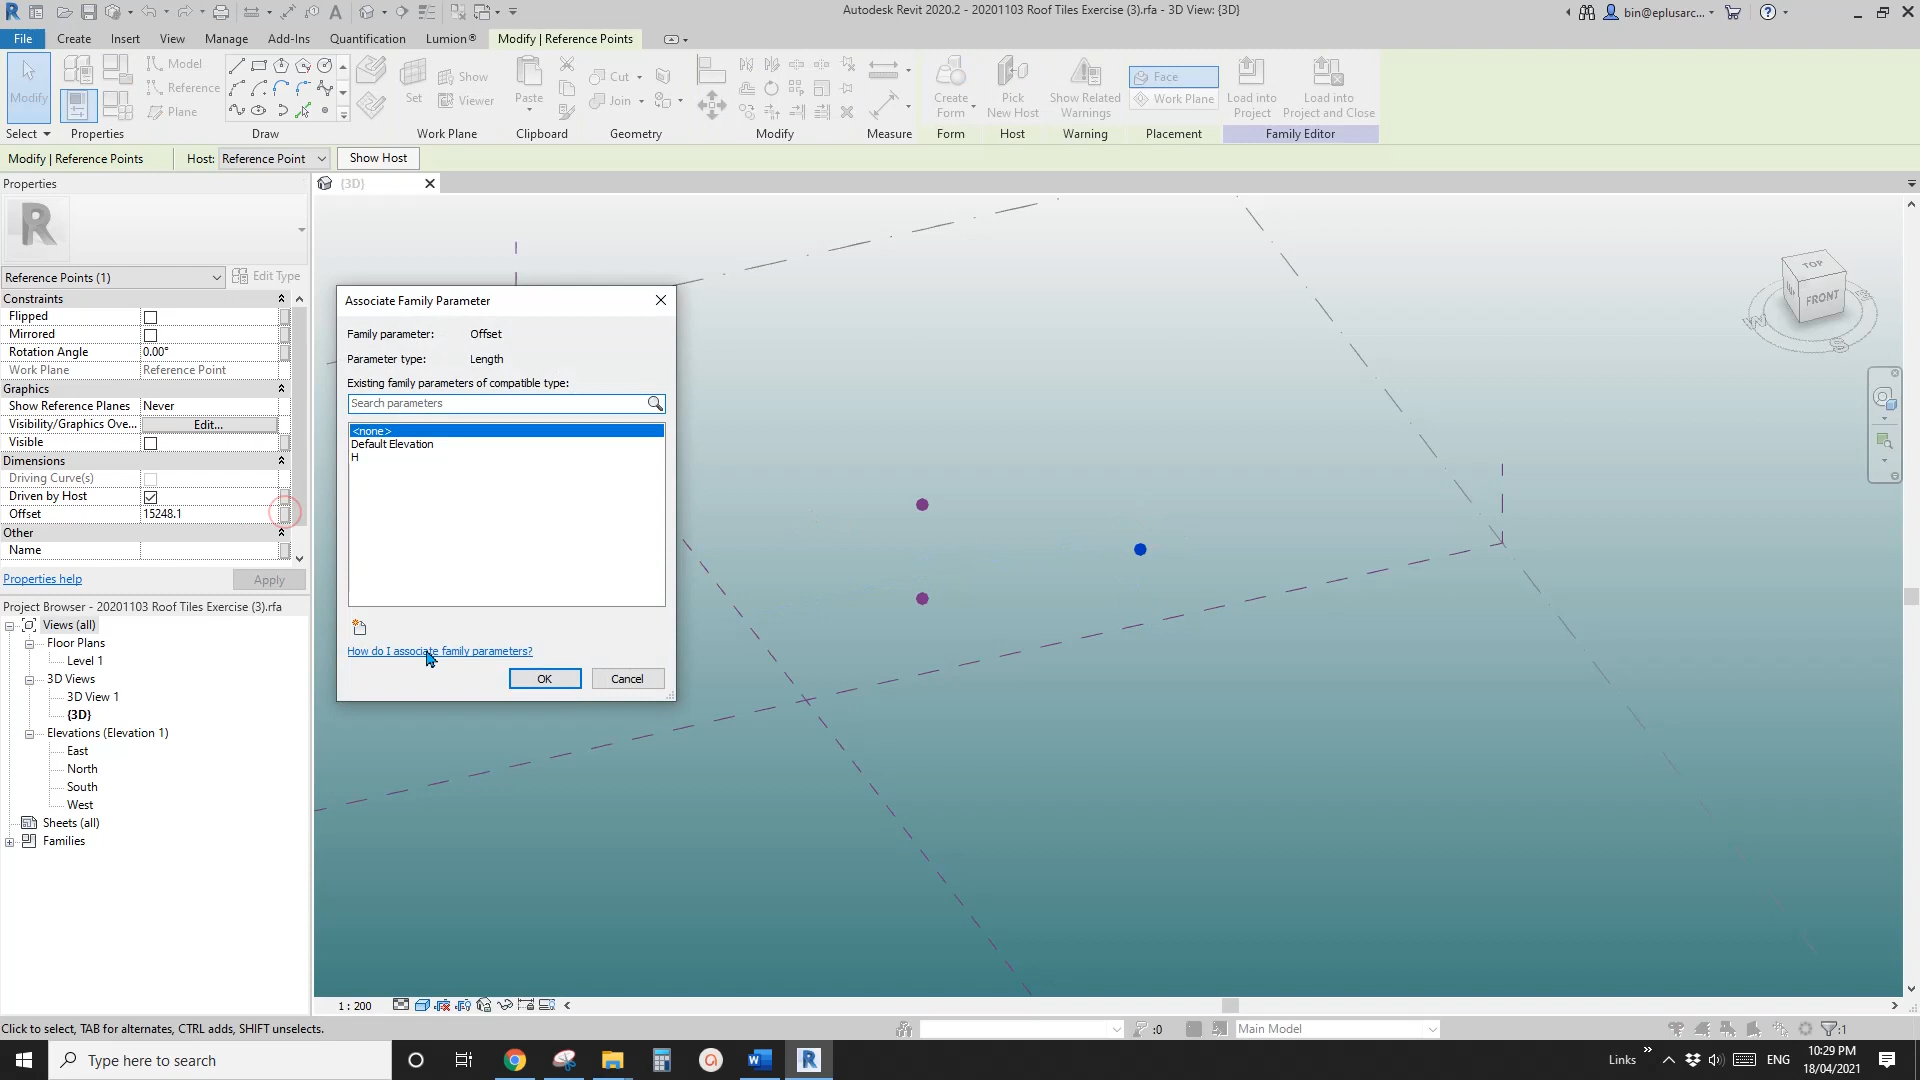 Autodesk Revit 2020.2 - 20201103 Roof Tiles Exercise (3).rfa - 3D View: {3D}
bin@eplusarc...
File Create Insert View Manage Add-Ins Quantification Lumion® Modify | Reference Points
Model
Reference
Plane
Set
Show
Viewer
Paste
Cut
Join
Create Form
Pick New Host
Show Related Warnings
Face
Work Plane
Load into Project
Load into Project and Close
Modify
Select Properties Draw Work Plane Clipboard Geometry Modify Measure Form Host Warning Placement Family Editor
Modify | Reference Points Host: Reference Point Show Host
Properties
{3D}
R
Reference Points (1) Edit Type
Constraints
Flipped
Mirrored
Rotation Angle 0.00°
Work Plane Reference Point
Graphics
Show Reference Planes Never
Visibility/Graphics Ove... Edit...
Visible
Dimensions
Driving Curve(s)
Driven by Host
Offset 15248.1
Other
Name
Properties help Apply
Project Browser - 20201103 Roof Tiles Exercise (3).rfa
Views (all)
Floor Plans
Level 1
3D Views
3D View 1
{3D}
Elevations (Elevation 1)
East
North
South
West
Sheets (all)
Families
Associate Family Parameter
Family parameter: Offset
Parameter type: Length
Existing family parameters of compatible type:
Search parameters
<none>
Default Elevation
H
How do I associate family parameters?
OK Cancel
TOP
FRONT
W
S
1 : 200
Click to select, TAB for alternates, CTRL adds, SHIFT unselects.
:0
Main Model
:1
Type here to search
Links
ENG
10:29 PM
18/04/2021